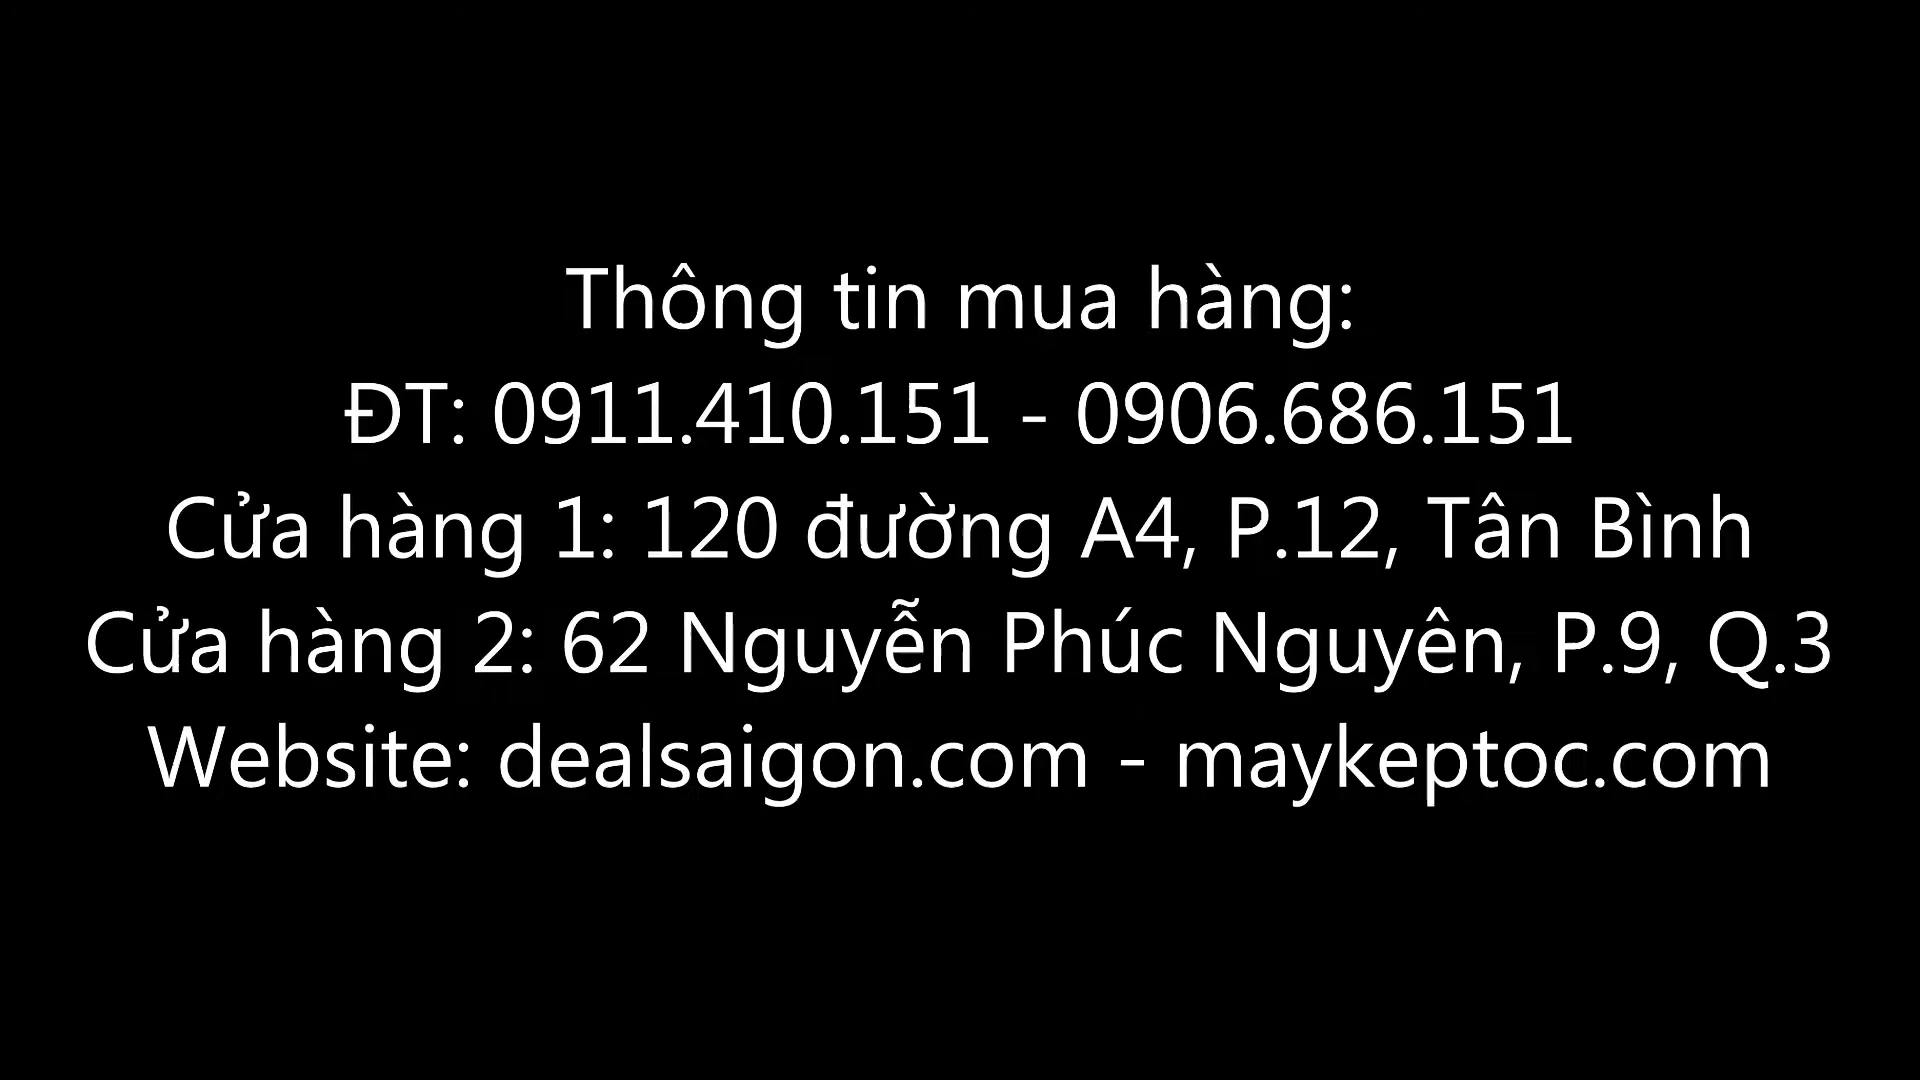 Thông tin mua hàng:
ĐT: 0911.410.151 - 0906.686.151
Cửa hàng 1: 120 đường A4, P.12, Tân Bình
Cửa hàng 2: 62 Nguyễn Phúc Nguyên, P.9, Q.3
Website: dealsaigon.com - maykeptoc.com